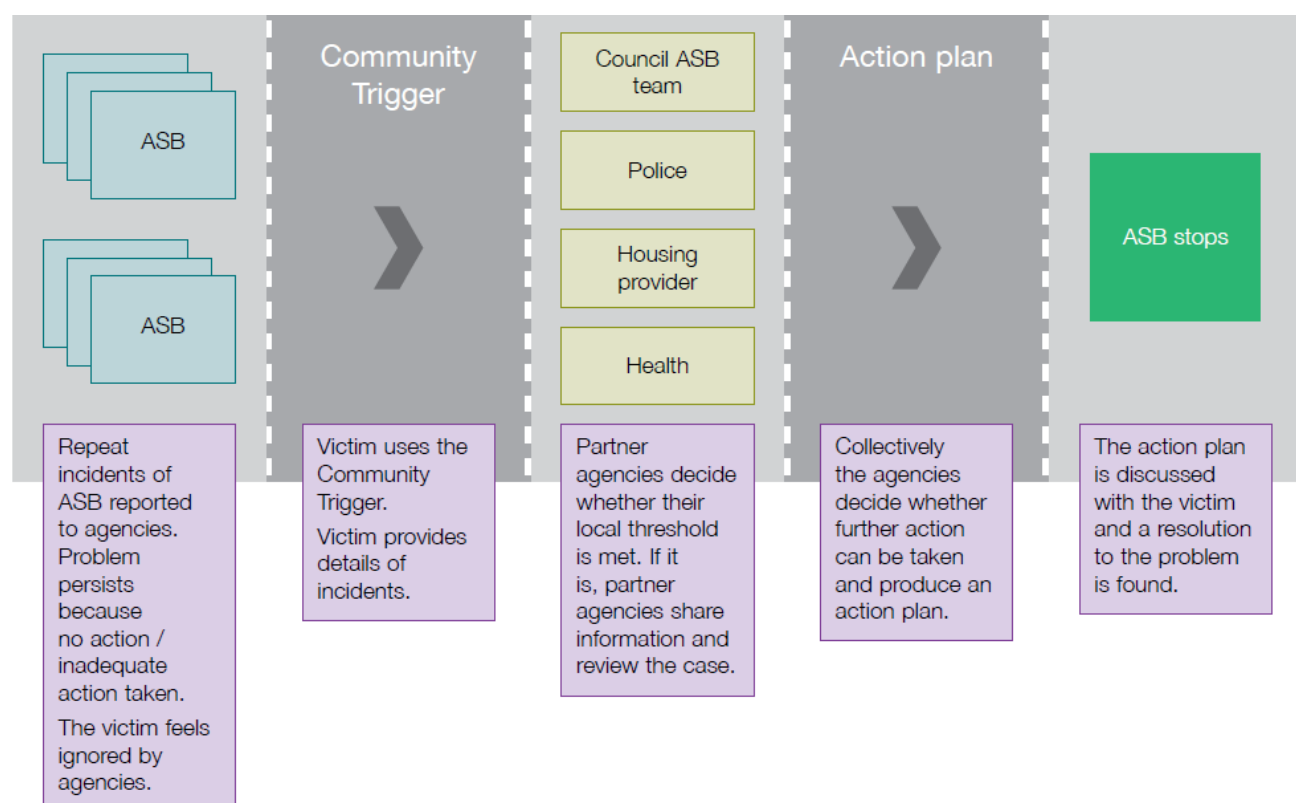 ASB
ASB
Community
Trigger
Council ASB
team
Police
Housing
provider
Health
Action plan
ASB stops
Repeat
incidents of
ASB reported
to agencies.
Problem
persists
because
no action /
inadequate
action taken.
The victim feels
ignored by
agencies.
Victim uses the
Community
Trigger.
Victim provides
details of
incidents.
Partner
agencies decide
whether their
local threshold
is met. If it
is, partner
agencies share
information and
review the case.
Collectively
the agencies
decide whether
further action
can be taken
and produce an
action plan.
The action plan
is discussed
with the victim
and a resolution
to the problem
is found.